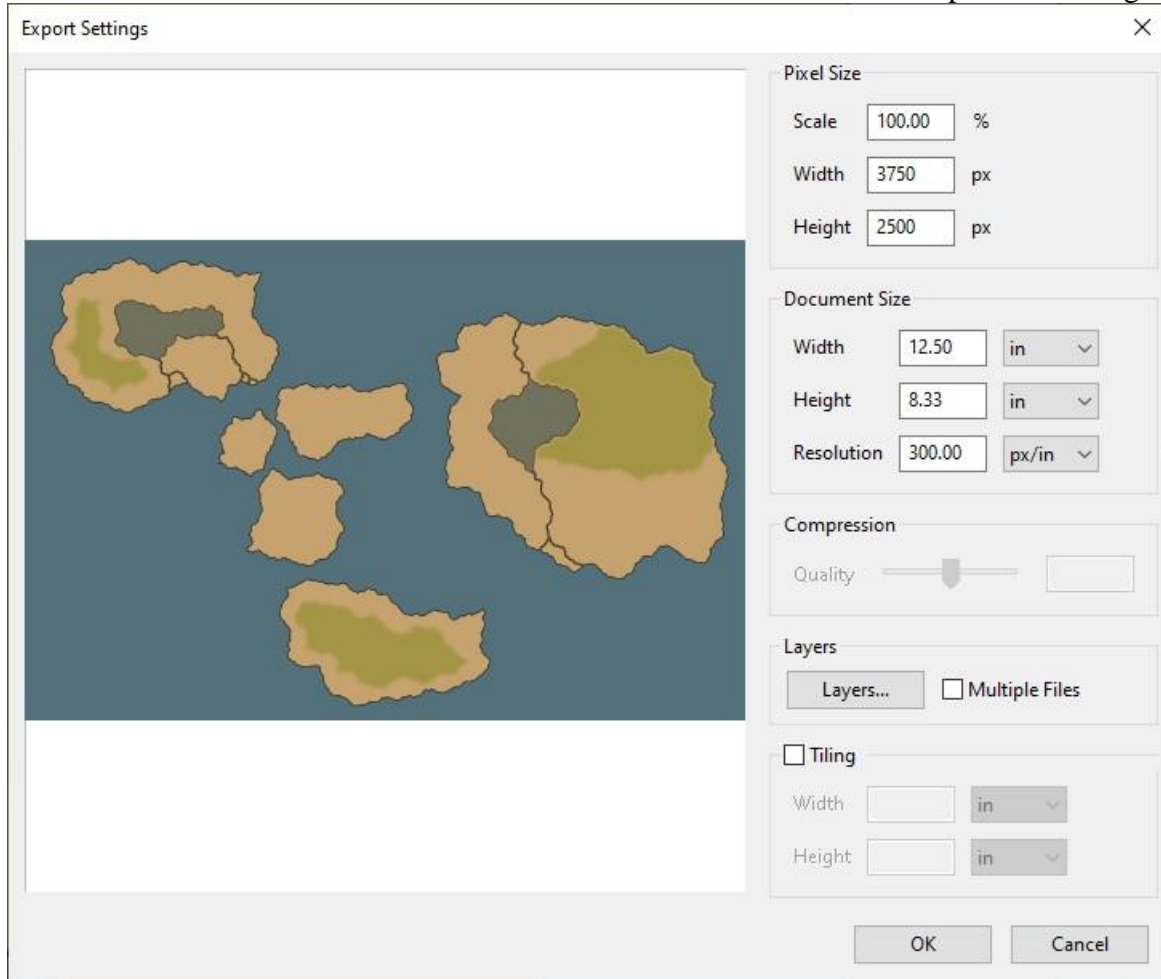 Export Settings
Pixel Size
Scale 100.00 %
Width 3750 px
Height 2500 px
Document Size
Width 12.50 in
Height 8.33 in
Resolution 300.00 px/in
Compression
Quality
Layers
Layers... Multiple Files
Tiling
Width in
Height in
OK Cancel